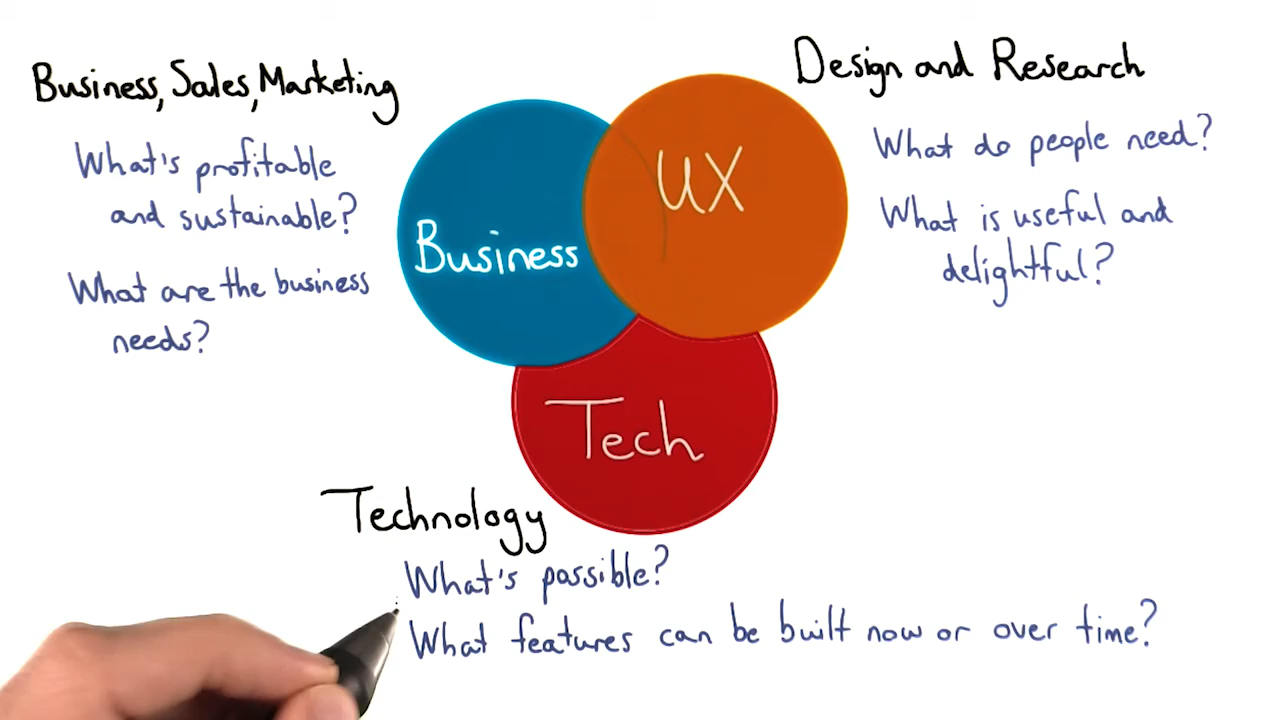 Business, Sales, Marketing
What's profitable
and sustainable?
What are the business
needs?
Business
UX
Tech
Design and Research
What do people need?
What is useful and
delightful?
Technology
What's possible?
What features can be built now or over time?